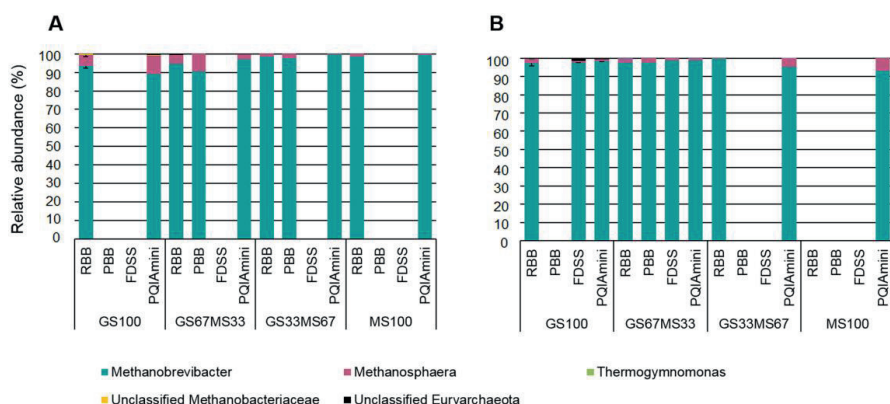 A
B
Relative abundance (%)
100
90
80
70
60
50
40
30
20
10
0
RBB PBB FDSS PQIAmini RBB PBB FDSS PQIAmini RBB PBB FDSS PQIAmini RBB PBB FDSS PQIAmini
GS100 GS67MS33 GS33MS67 MS100
100
90
80
70
60
50
40
30
20
10
0
RBB PBB FDSS PQIAmini RBB PBB FDSS PQIAmini RBB PBB FDSS PQIAmini RBB PBB FDSS PQIAmini
GS100 GS67MS33 GS33MS67 MS100
Methanobrevibacter Methanosphaera Thermogymnomonas
Unclassified Methanobacteriaceae Unclassified Euryarchaeota